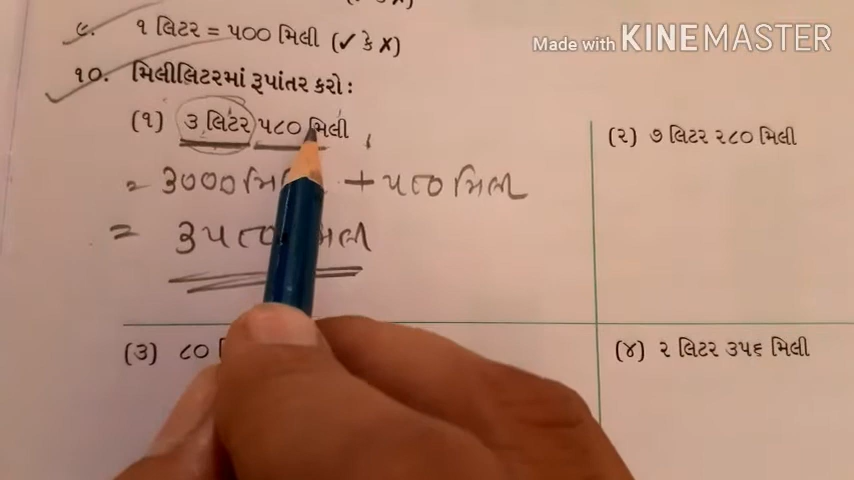 Made with KINEMASTER
૯. ૧ લિટર = ૫૦૦ મિલી (✓ કે ✗)
૧૦. મિલીલિટરમાં રૂપાંતર કરો :
(૧) ૩ લિટર ૫૮૦ મિલી
= ૩૦૦૦ + ૫૮૦ મિલી
= ૩૫૮૦ મિલી
(૨) ૭ લિટર ૨૮૦ મિલી
(૩) ૮૦
(૪) ૨ લિટર ૩૫૬ મિલી